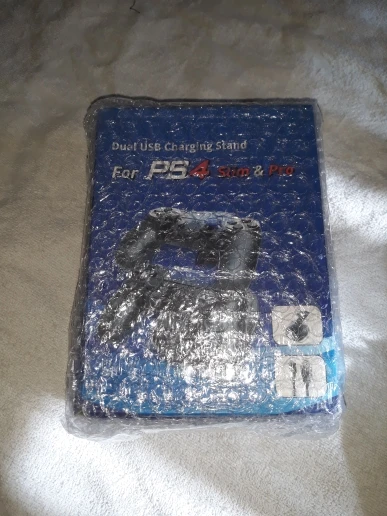 Dual USB Charging Stand
For PS4 Slim & Pro